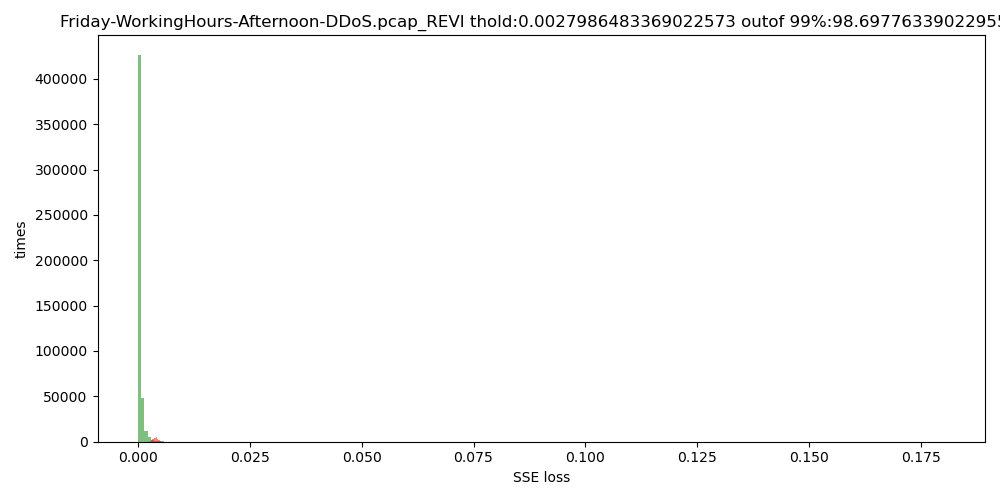 Friday-WorkingHours-Afternoon-DDoS.pcap_REVI thold:0.0027986483369022573 outof 99%:98.6977633902295
400000
350000
300000
250000
200000
150000
100000
50000
0
times
0.000 0.025 0.050 0.075 0.100 0.125 0.150 0.175
SSE loss